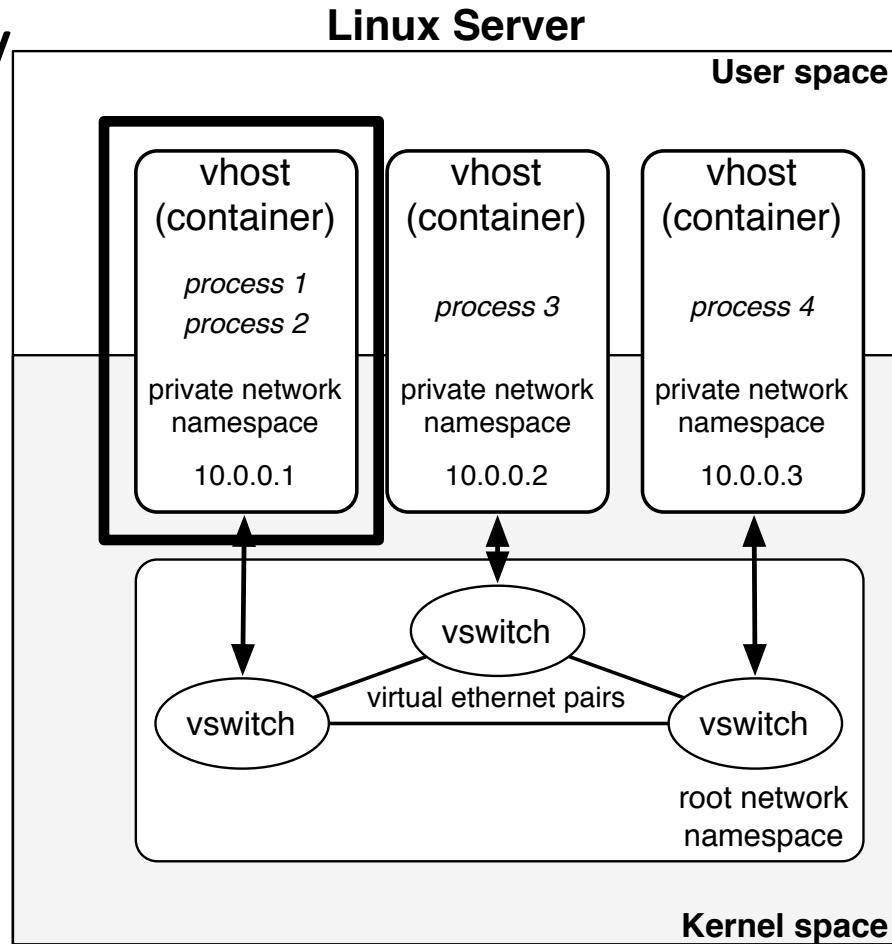 Linux Server
User space
vhost
(container)
process 1
process 2
private network
namespace
10.0.0.1
vhost
(container)
process 3
private network
namespace
10.0.0.2
vhost
(container)
process 4
private network
namespace
10.0.0.3
vswitch
virtual ethernet pairs
vswitch
vswitch
root network
namespace
Kernel space